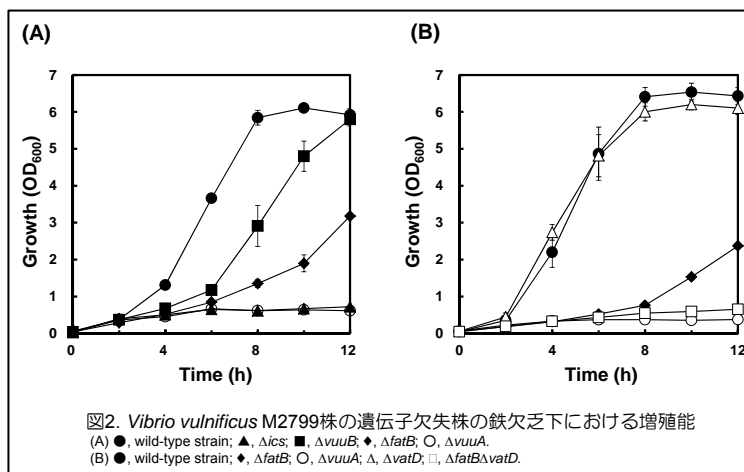 (A)
(B)
7
6
5
4
3
2
1
0
0
4
8
12
Growth (OD600)
Time (h)
7
6
5
4
3
2
1
0
0
4
8
12
Growth (OD600)
Time (h)
図2. Vibrio vulnificus M2799株の遺伝子欠失株の鉄欠乏下における増殖能
(A) ●, wild-type strain; ▲, Δics; ■, ΔvuuB; ◆, ΔfatB; ○, ΔvuuA.
(B) ●, wild-type strain; ◆, ΔfatB; ○, ΔvuuA; △, ΔvatD; □, ΔfatBΔvatD.